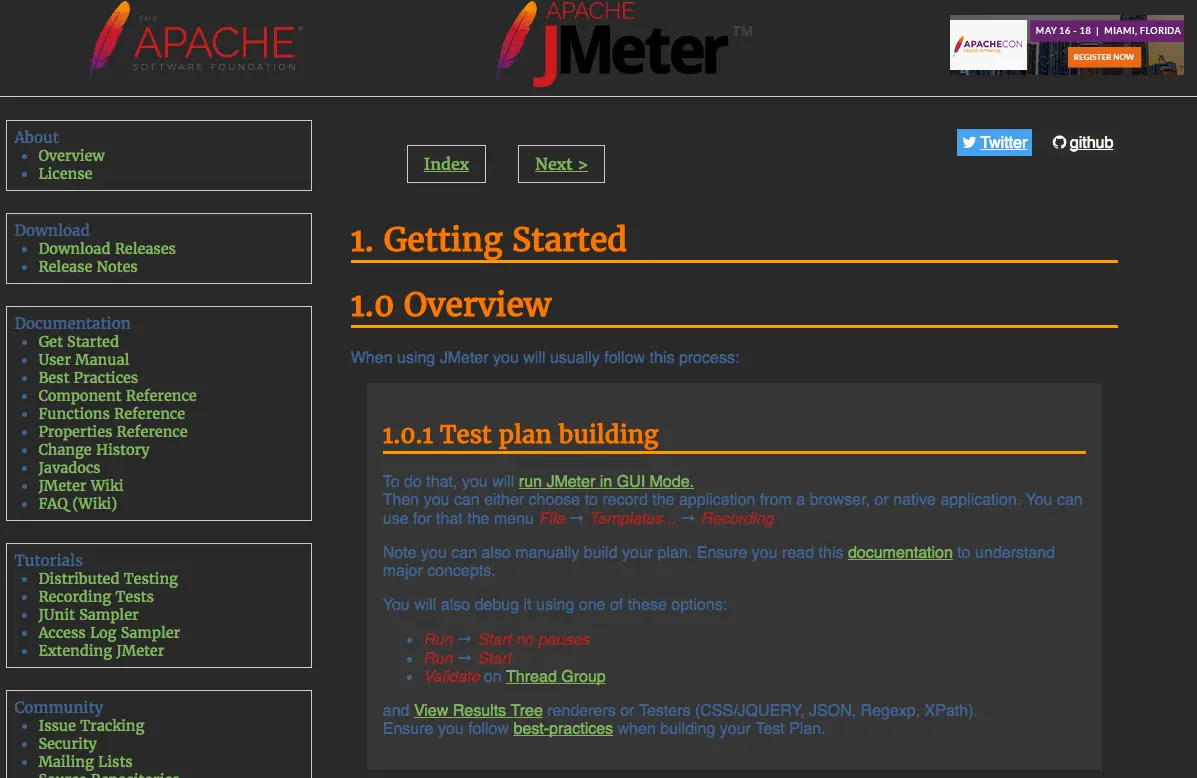 THE
APACHE
SOFTWARE FOUNDATION
APACHE
JMeter™
APACHECON
North America
MAY 16 - 18 | MIAMI, FLORIDA
REGISTER NOW
About
Overview
License
Download
Download Releases
Release Notes
Documentation
Get Started
User Manual
Best Practices
Component Reference
Functions Reference
Properties Reference
Change History
Javadocs
JMeter Wiki
FAQ (Wiki)
Tutorials
Distributed Testing
Recording Tests
JUnit Sampler
Access Log Sampler
Extending JMeter
Community
Issue Tracking
Security
Mailing Lists
Source Repositories
Twitter
github
Index
Next >
1. Getting Started
1.0 Overview
When using JMeter you will usually follow this process:
1.0.1 Test plan building
To do that, you will run JMeter in GUI Mode.
Then you can either choose to record the application from a browser, or native application. You can
use for that the menu File → Templates... → Recording
Note you can also manually build your plan. Ensure you read this documentation to understand
major concepts.
You will also debug it using one of these options:
• Run → Start no pauses
• Run → Start
• Validate on Thread Group
and View Results Tree renderers or Testers (CSS/JQUERY, JSON, Regexp, XPath).
Ensure you follow best-practices when building your Test Plan.